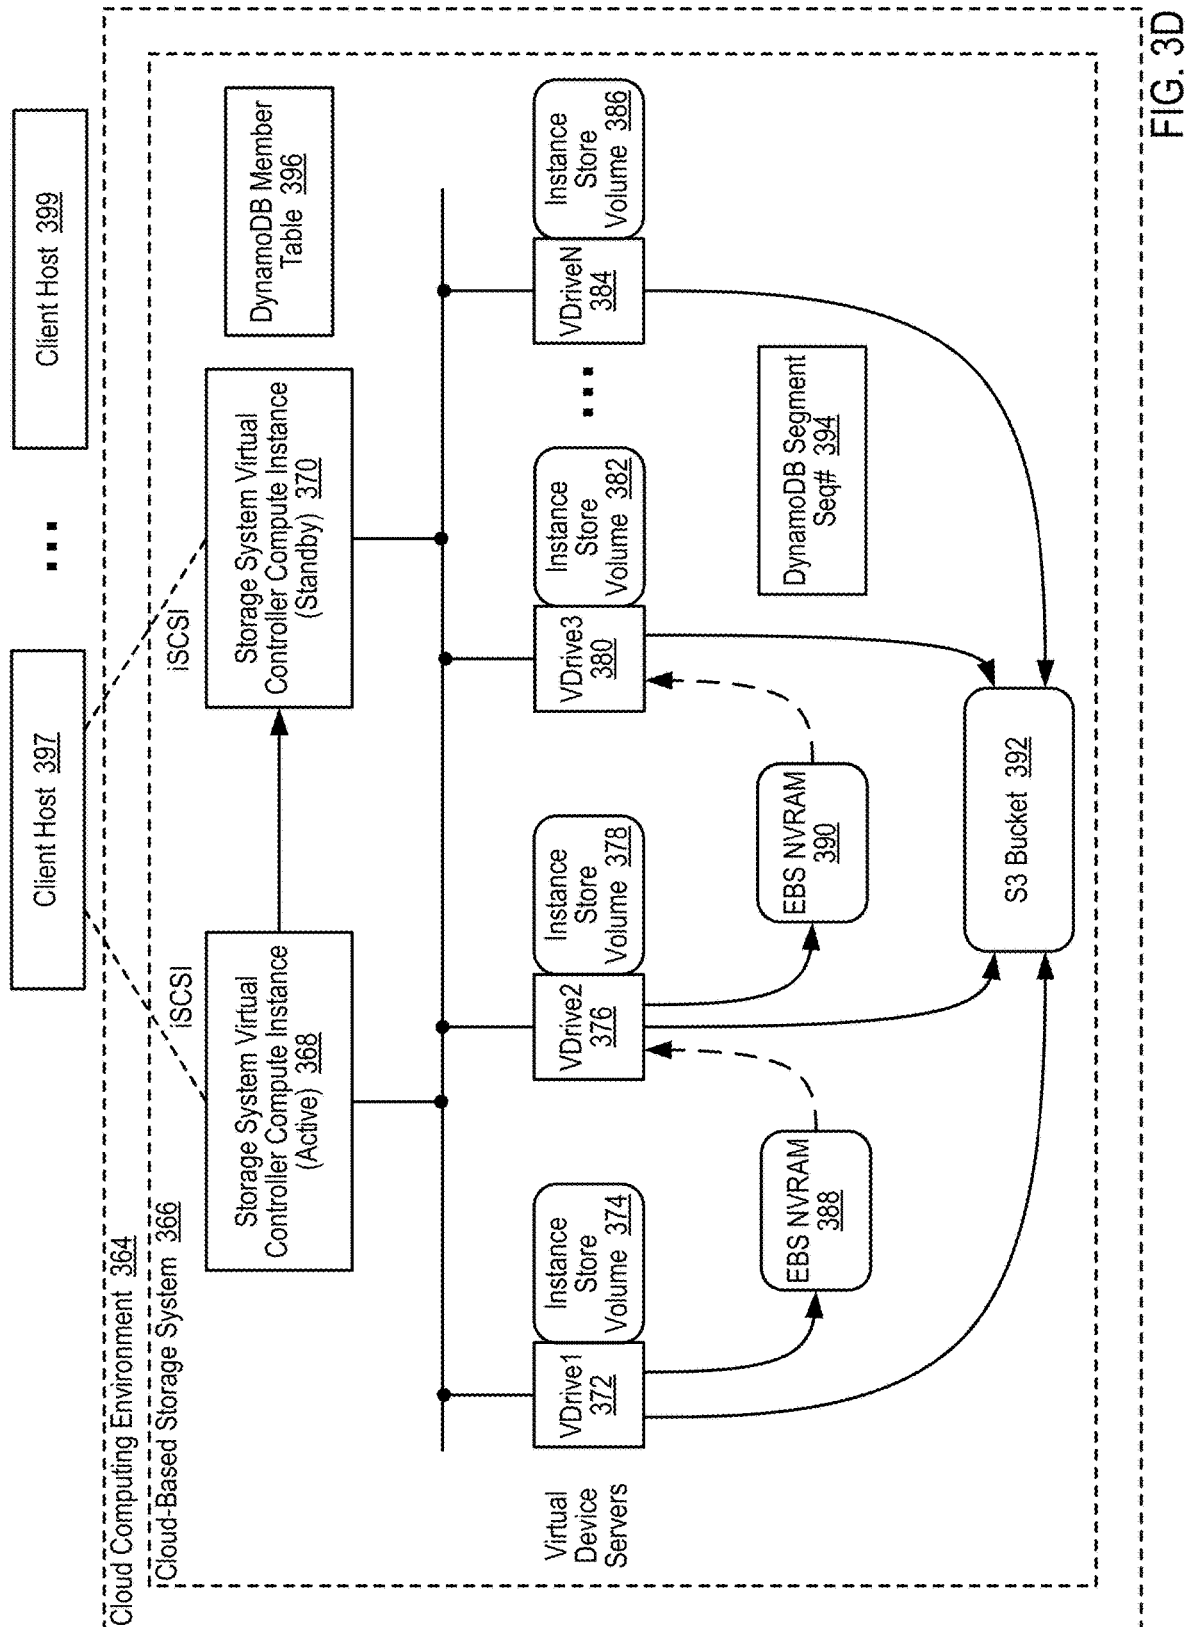 Client Host 397
Client Host 399
Cloud Computing Environment 364
Cloud-Based Storage System 366
iSCSI
iSCSI
Storage System Virtual
Controller Compute Instance
(Active) 368
Storage System Virtual
Controller Compute Instance
(Standby) 370
DynamoDB Member
Table 396
Virtual
Device
Servers
VDrive1
372
Instance
Store
Volume 374
VDrive2
376
Instance
Store
Volume 378
VDrive3
380
Instance
Store
Volume 382
VDriveN
384
Instance
Store
Volume 386
EBS NVRAM
388
EBS NVRAM
390
DynamoDB Segment
Seq# 394
S3 Bucket 392
FIG. 3D